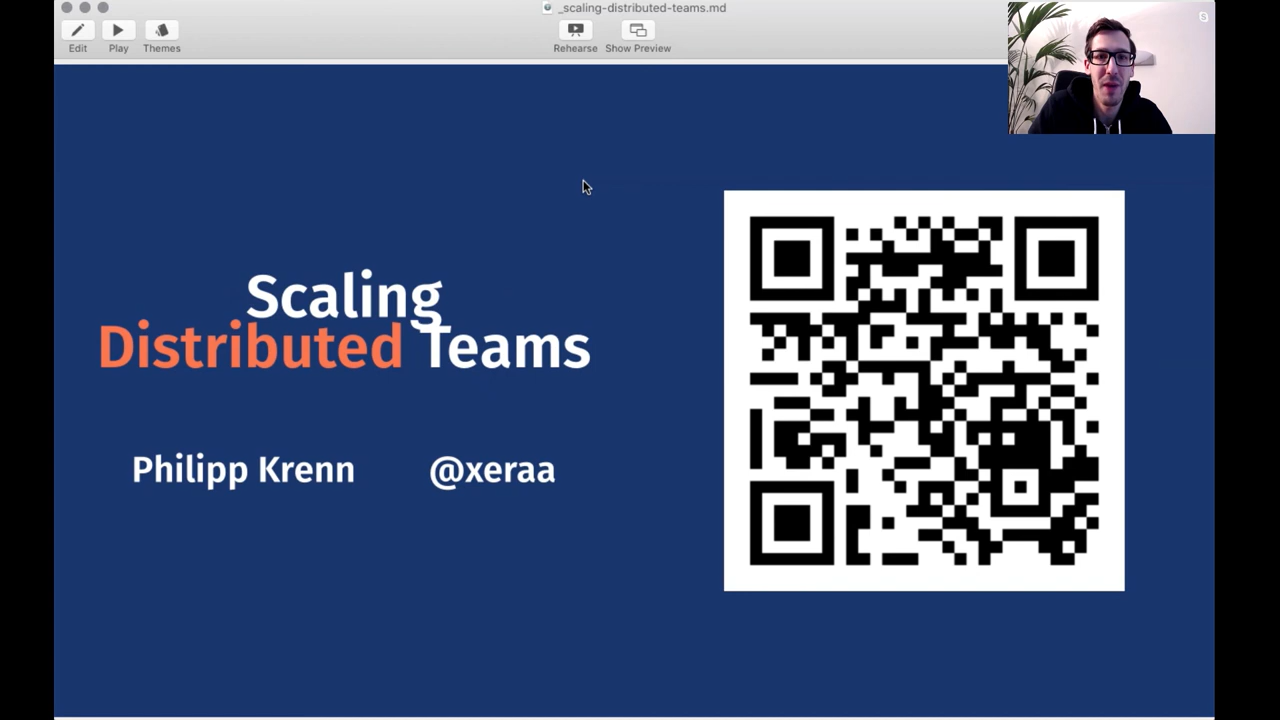 _scaling-distributed-teams.md
Edit Play Themes Rehearse Show Preview
Scaling
Distributed Teams
Philipp Krenn @xeraa